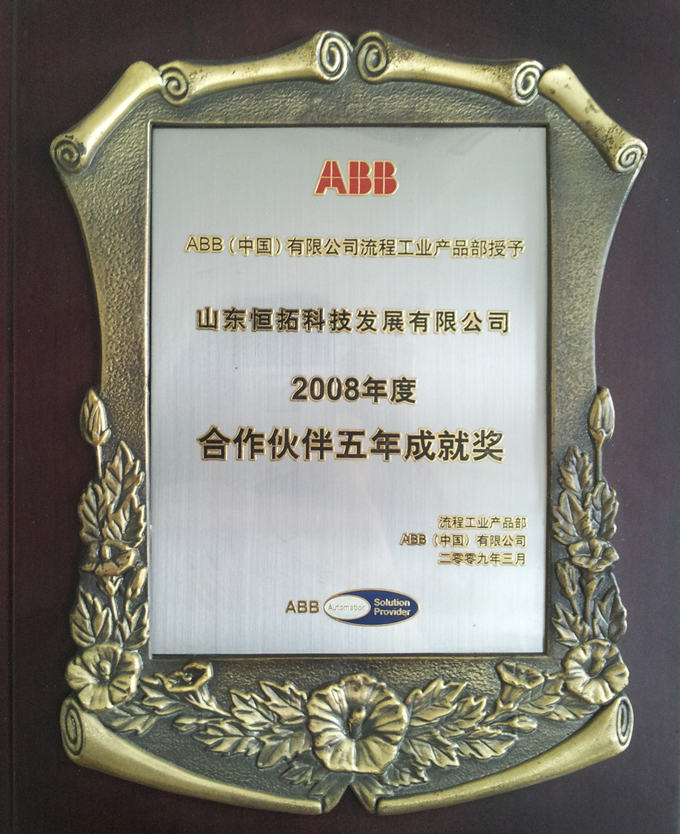 ABB
ABB（中国）有限公司流程工业产品部授予
山东恒拓科技发展有限公司
2008年度
合作伙伴五年成就奖
流程工业产品部
ABB（中国）有限公司
二零零九年三月
ABB Automation Solution Provider